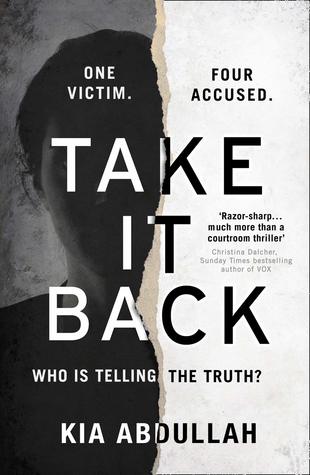 ONE
VICTIM.
FOUR
ACCUSED.
TAKE
IT
BACK
‘Razor-sharp…
much more than a
courtroom thriller’
Christina Dalcher,
Sunday Times bestselling
author of VOX
WHO IS TELLING THE TRUTH?
KIA ABDULLAH